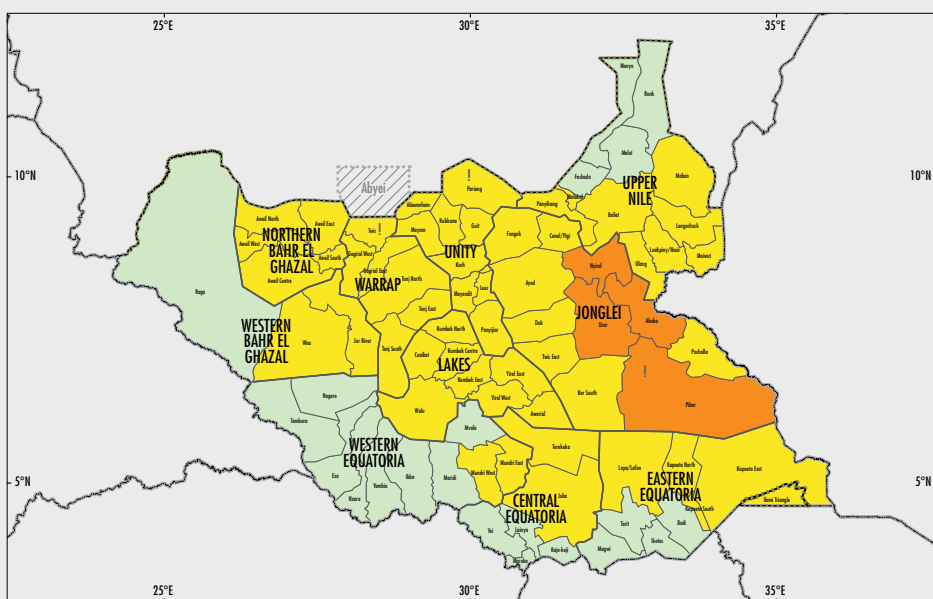 25°E
30°E
35°E
10°N
10°N
Manyo
Renk
Melut
Fashoda
Maban
UPPER
NILE
Baliet
Longochuk
Luakpiny/Nasir
Maiwut
Ulang
Panyikang
Abyei
!
Pariang
Abiemnhom
Mayom
Rubkona
Guit
UNITY
Koch
Mayendit
Leer
Panyijiar
Fangak
Canal/Pigi
Ayod
Duk
Twic East
Nyirol
JONGLEI
Uror
Akobo
Pochalla
!
Pibor
Bor South
Aweil North
Aweil East
NORTHERN
BAHR EL
GHAZAL
Aweil West
Aweil South
Aweil Centre
Twic
!
Gogrial West
Gogrial East
WARRAP
Tonj North
Tonj East
Tonj South
Raga
WESTERN
BAHR EL
GHAZAL
Wau
Jur River
Rumbek North
Cueibet
Rumbek Centre
LAKES
Rumbek East
Yirol East
Yirol West
Wulu
Awerial
Nagero
Tambura
WESTERN
EQUATORIA
Ezo
Nzara
Yambio
Ibba
Maridi
Mvolo
Mundri West
Mundri East
Terekeka
CENTRAL
EQUATORIA
Juba
Yei
Lainya
Morobo
Kajo-keji
Lopa/Lafon
Kapoeta North
EASTERN
EQUATORIA
Kapoeta East
Kapoeta South
Ilemi Triangle
Torit
Budi
Ikotos
Magwi
5°N
5°N
25°E
30°E
35°E